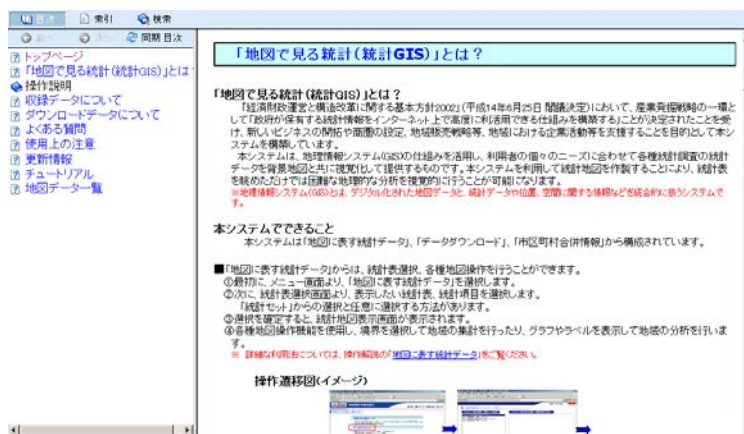 目次
索引
検索
同期目次
トップページ
「地図で見る統計(統計GIS)」とは
操作説明
収録データについて
ダウンロードデータについて
よくある質問
使用上の注意
更新情報
チュートリアル
地図データ一覧
「地図で見る統計(統計GIS)」とは？
「地図で見る統計(統計GIS)」とは？
「経済財政運営と構造改革に関する基本方針2002」(平成14年6月25日 閣議決定)において、産業発掘戦略の一環と
して「政府が保有する統計情報をインターネット上で高度に利活用できる仕組みを構築する」ことが決定されたことを受
け、新しいビジネスの開拓や商圏の設定、地域販売戦略等、地域における企業活動等を支援することを目的として本シ
ステムを構築しています。
本システムは、地理情報システム(GIS)の仕組みを活用し、利用者の個々のニーズに合わせて各種統計調査の統計
データを背景地図と共に視覚化して提供するものです。本システムを利用して統計地図を作製することにより、統計表
を眺めただけでは困難な地理的な分析を視覚的に行うことが可能になります。
※地理情報システム(GIS)とは、デジタル化された地図データと、統計データや位置、空間に関する情報などを統合的に扱うシステムで
す。
本システムでできること
本システムは「地図に表す統計データ」、「データダウンロード」、「市区町村合併情報」から構成されています。
■「地図に表す統計データ」からは、統計表選択、各種地図操作を行うことができます。
①最初に、メニュー画面より、「地図に表す統計データ」を選択します。
②次に、統計表選択画面より、表示したい統計表、統計項目を選択します。
「統計セット」からの選択と任意に選択する方法があります。
③選択を確定すると、統計地図表示画面が表示されます。
④各種地図操作機能を使用し、境界を選択して地域の集計を行ったり、グラフやラベルを表示して地域の分析を行いま
す。
※ 詳細な利用法については、操作解説の「地図に表す統計データ」をご覧ください。
操作遷移図(イメージ)